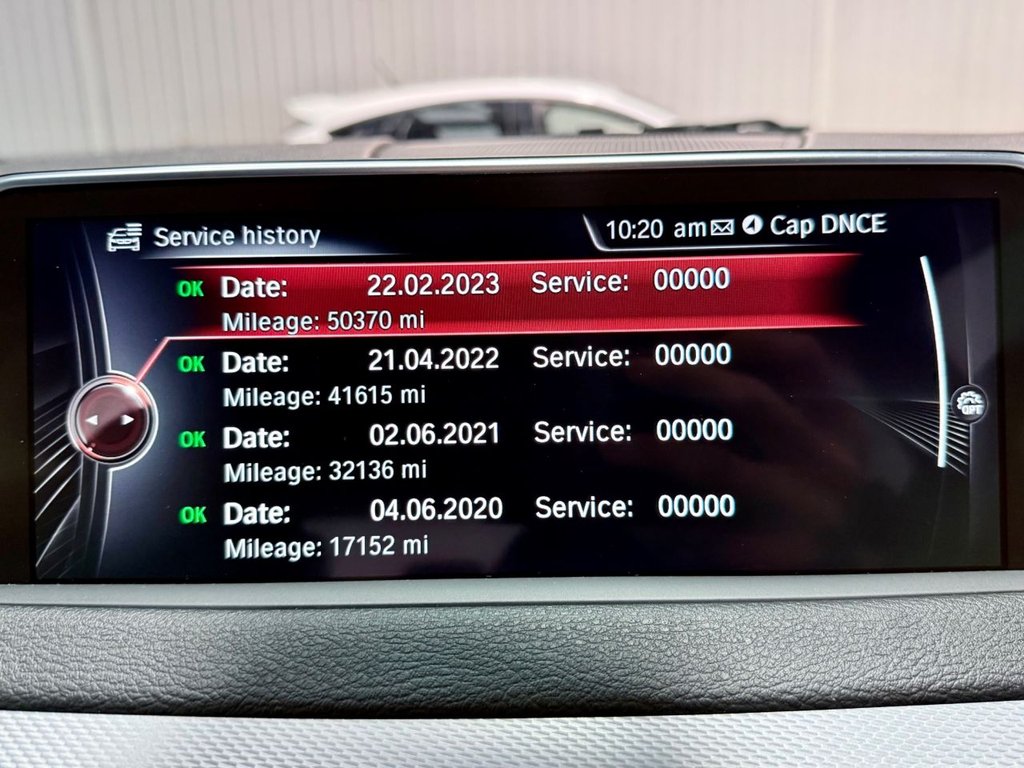 Service history 10:20 am Cap DNCE
OK Date: 22.02.2023 Service: 00000
Mileage: 50370 mi
OK Date: 21.04.2022 Service: 00000
Mileage: 41615 mi
OK Date: 02.06.2021 Service: 00000
Mileage: 32136 mi
OPT
OK Date: 04.06.2020 Service: 00000
Mileage: 17152 mi